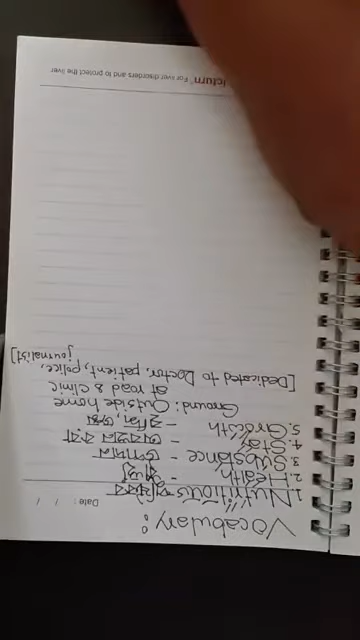 Vocabulary:
Date : / /
1. Nutritious - পুষ্টিকর
2. Health - স্বাস্থ্য
3. Substance - উপাদান
4. Stay - অবস্থান করা
5. Growth -
Ground: Outside home
at road & clinic
[Dedicated to Doctor, patient, police,
journalist]
For liver disorders and to protect the liver